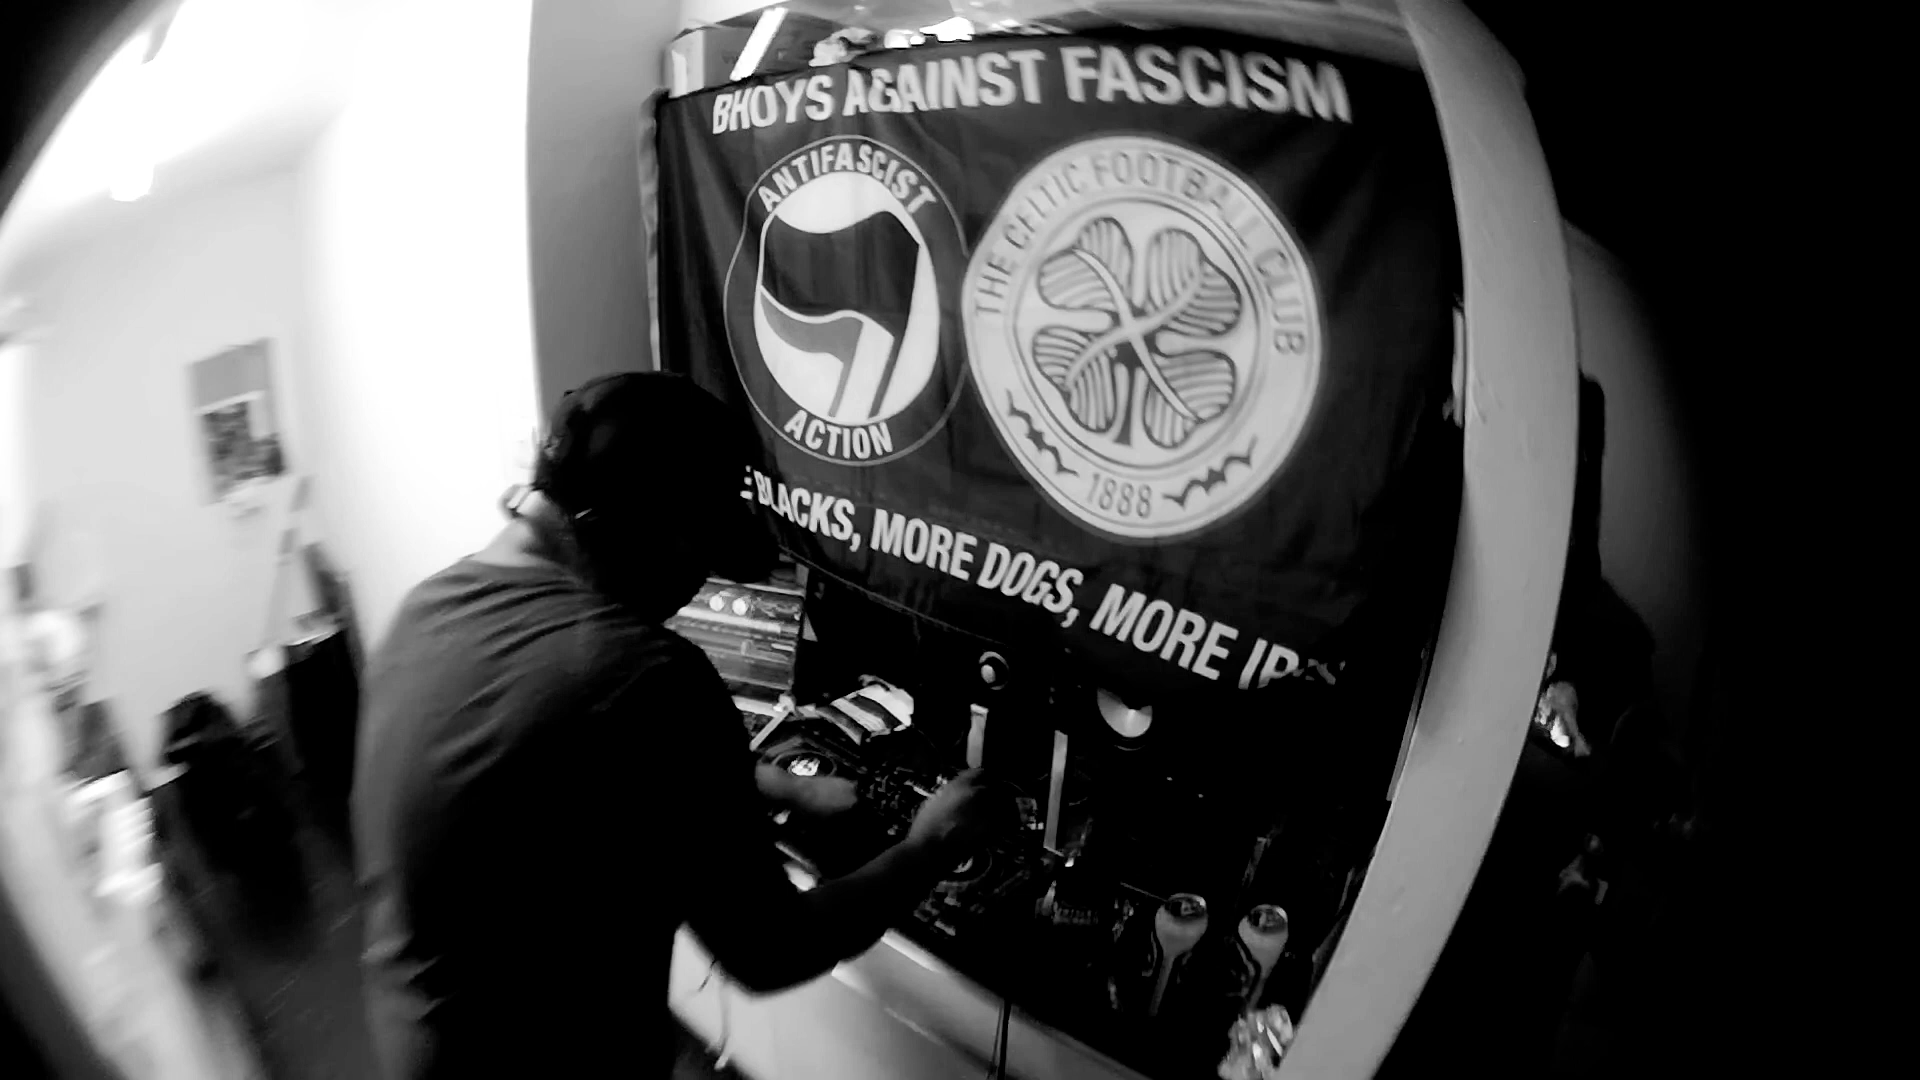 BHOYS AGAINST FASCISM
ANTIFASCIST
ACTION
THE CELTIC FOOTBALL CLUB
1888
BLACKS, MORE DOGS, MORE